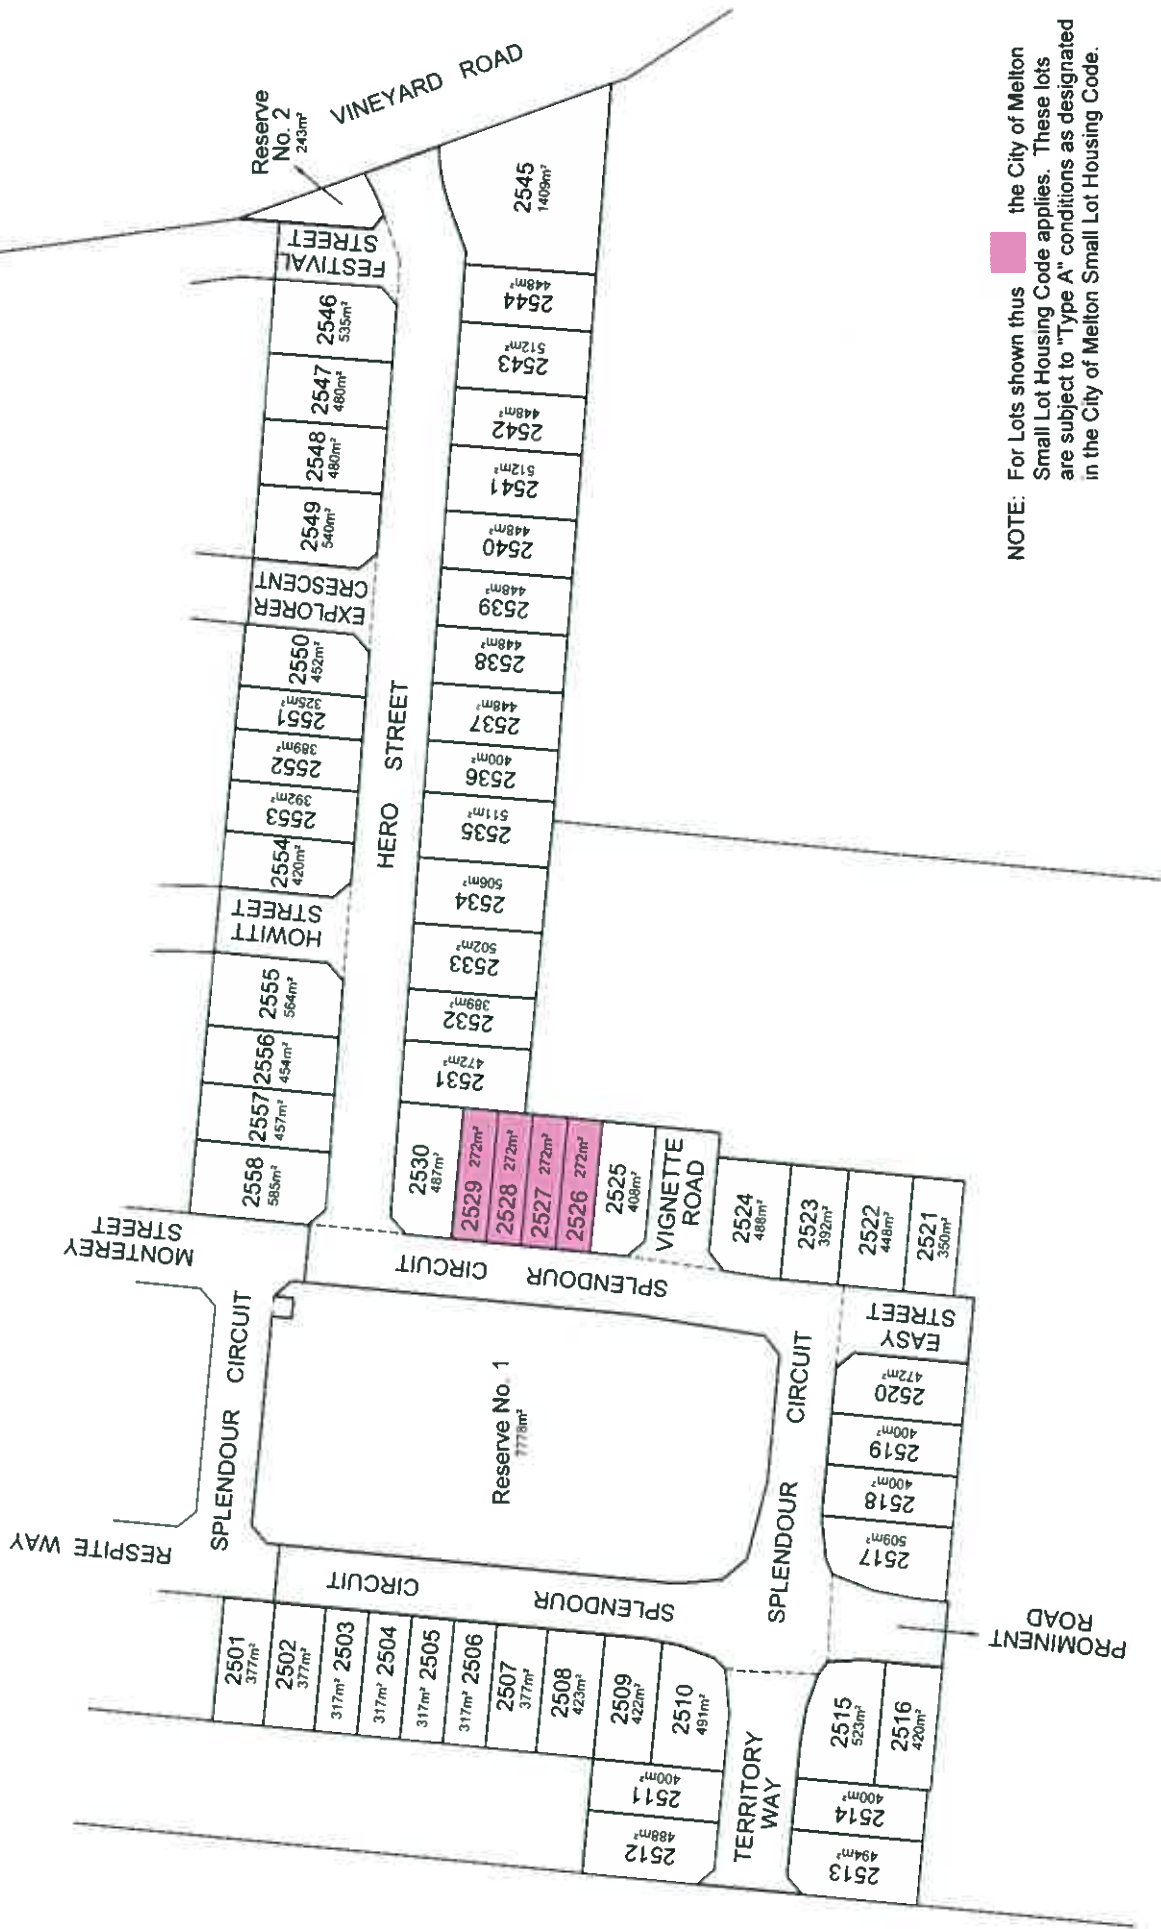 VINEYARD ROAD
Reserve
No. 2
243m²
2545
1409m²
FESTIVAL
STREET
2546
535m²
2547
480m²
2548
480m²
2549
540m²
EXPLORER
CRESCENT
2550
452m²
2551
325m²
2552
389m²
2553
392m²
2554
420m²
HOWITT
STREET
2555
564m²
2556
454m²
2557
457m²
2558
585m²
MONTEREY
STREET
HERO STREET
2544
448m²
2543
512m²
2542
448m²
2541
512m²
2540
448m²
2539
448m²
2538
448m²
2537
448m²
2536
400m²
2535
511m²
2534
506m²
2533
502m²
2532
389m²
2531
472m²
2530
487m²
2529 272m²
2528 272m²
2527 272m²
2526 272m²
2525
408m²
VIGNETTE
ROAD
2524
488m²
2523
392m²
2522
448m²
2521
350m²
SPLENDOUR CIRCUIT
EASY
STREET
2520
472m²
2519
400m²
2518
400m²
2517
509m²
SPLENDOUR CIRCUIT
SPLENDOUR CIRCUIT
Reserve No. 1
7778m²
RESPITE WAY
SPLENDOUR CIRCUIT
PROMINENT
ROAD
2501
377m²
2502
377m²
317m² 2503
317m² 2504
317m² 2505
317m² 2506
2507
377m²
2508
423m²
2509
422m²
2510
491m²
2511
400m²
2512
488m²
TERRITORY
WAY
2515
523m²
2516
420m²
2514
400m²
2513
494m²
NOTE: For Lots shown thus the City of Melton
Small Lot Housing Code applies. These lots
are subject to "Type A" conditions as designated
in the City of Melton Small Lot Housing Code.